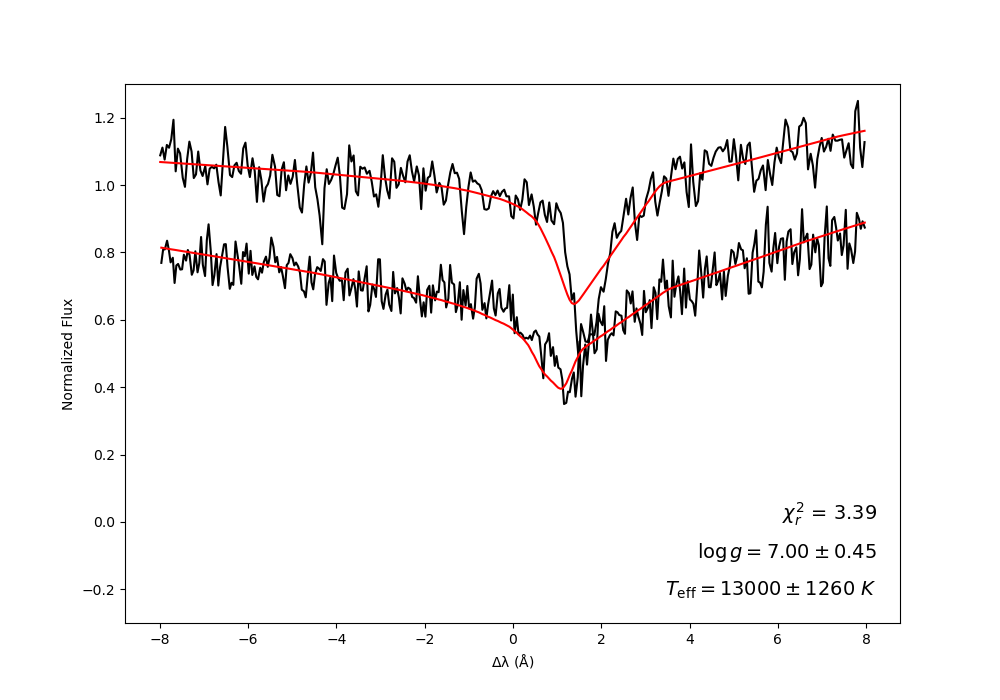 1.2
1.0
0.8
0.6
0.4
0.2
0.0
−0.2
Normalized Flux
χ²ᵣ = 3.39
log g = 7.00 ± 0.45
T_eff = 13000 ± 1260 K
−8 −6 −4 −2 0 2 4 6 8
Δλ (Å)